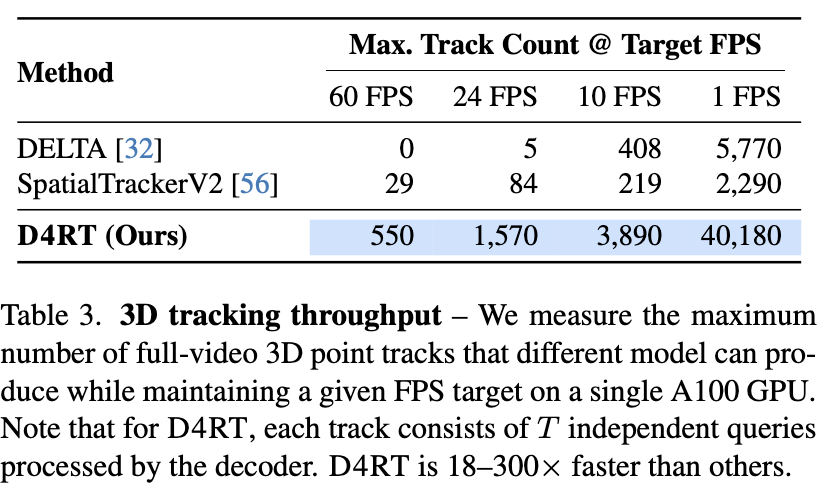 Method Max. Track Count @ Target FPS
60 FPS 24 FPS 10 FPS 1 FPS
DELTA [32] 0 5 408 5,770
SpatialTrackerV2 [56] 29 84 219 2,290
D4RT (Ours) 550 1,570 3,890 40,180
Table 3. 3D tracking throughput – We measure the maximum
number of full-video 3D point tracks that different model can pro-
duce while maintaining a given FPS target on a single A100 GPU.
Note that for D4RT, each track consists of T independent queries
processed by the decoder. D4RT is 18–300× faster than others.